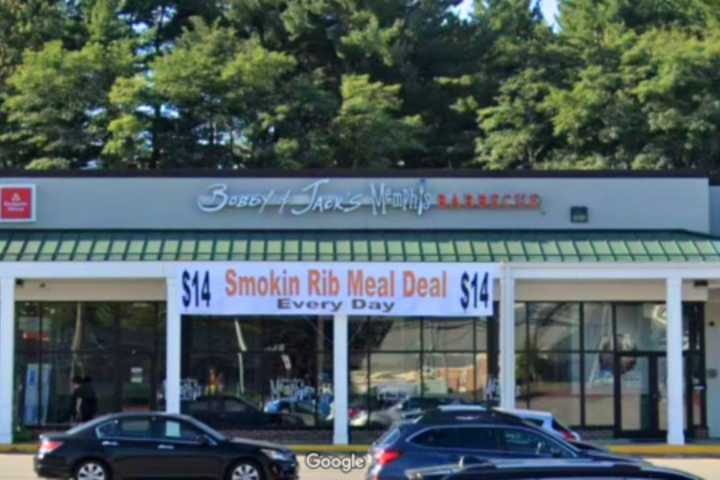 Bobby & Jack's Memphis BARBECUE
$14 Smokin Rib Meal Deal $14
Every Day
Google